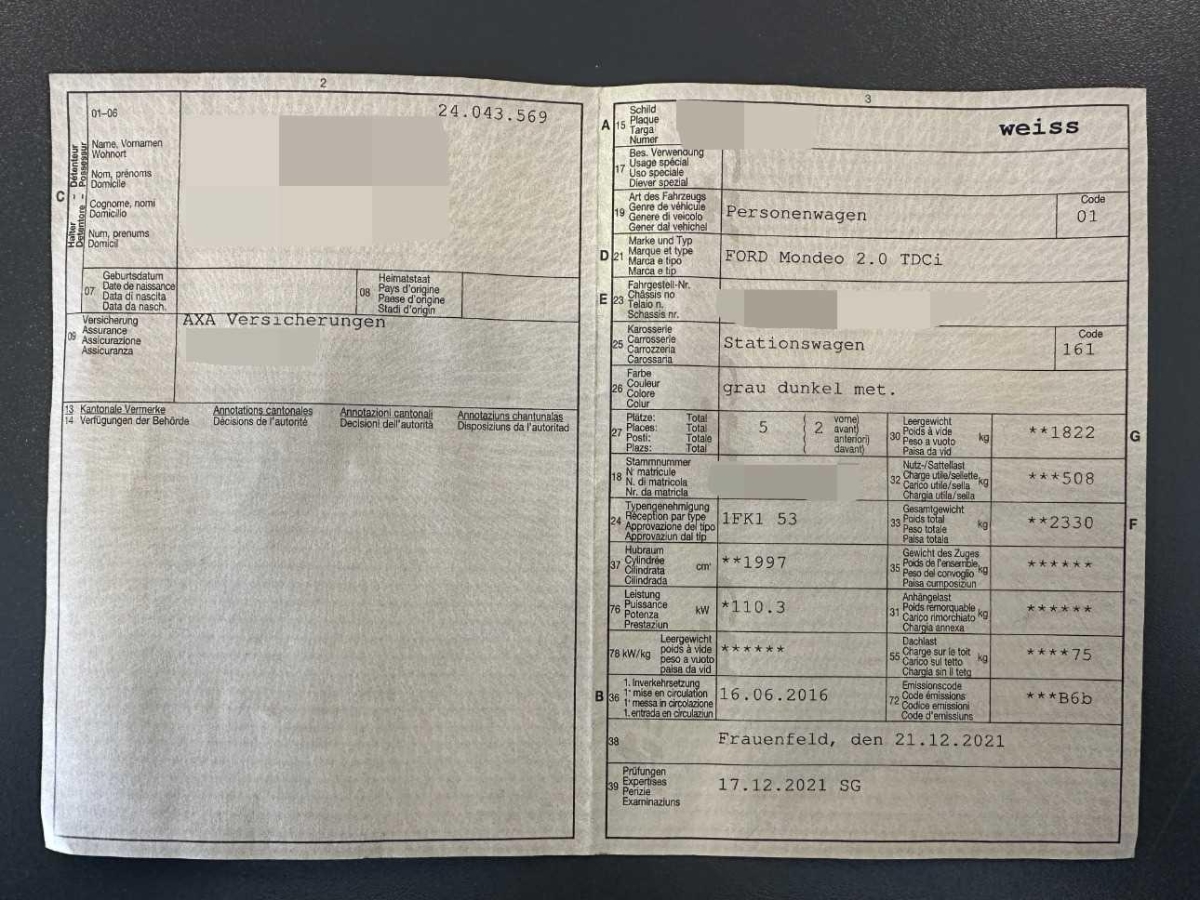 2
01–06
24.043.569
C
Halter – Détenteur
Detentore – Possessur
Name, Vornamen
Wohnort
Nom, prénoms
Domicile
Cognome, nomi
Domicilio
Num, prenums
Domicil
07
Geburtsdatum
Date de naissance
Data di nascita
Data da nasch.
08
Heimatstaat
Pays d'origine
Paese d'origine
Stadi d'origin
09
Versicherung
Assurance
Assicurazione
Assicuranza
AXA Versicherungen
13 Kantonale Vermerke Annotations cantonales Annotazioni cantonali Annotaziuns chantunalas
14 Verfügungen der Behörde Décisions de l'autorité Decisioni dell'autorità Disposiziuns da l'autoritad
3
A 15
Schild
Plaque
Targa
Numer
weiss
17
Bes. Verwendung
Usage spécial
Uso speciale
Diever spezial
19
Art des Fahrzeugs
Genre de véhicule
Genere di veicolo
Gener dal vehichel
Personenwagen
Code
01
D 21
Marke und Typ
Marque et type
Marca e tipo
Marca e tip
FORD Mondeo 2.0 TDCi
E 23
Fahrgestell-Nr.
Châssis no
Telaio n.
Schassis nr.
25
Karosserie
Carrosserie
Carrozzeria
Carossaria
Stationswagen
Code
161
26
Farbe
Couleur
Colore
Colur
grau dunkel met.
27
Plätze: Total
Places: Total
Posti: Totale
Plazs: Total
5
2
vorne)
avant)
anteriori)
davant)
30
Leergewicht
Poids à vide
Peso a vuoto
Paisa da vid
kg
**1822
G
18
Stammnummer
N° matricule
N. di matricola
Nr. da matricla
32
Nutz-/Sattellast
Charge utile/sellette
Carico utile/sella
Chargia utila/sella
kg
***508
24
Typengenehmigung
Réception par type
Approvazione del tipo
Approvaziun dal tip
1FK1 53
33
Gesamtgewicht
Poids total
Peso totale
Paisa totala
kg
**2330
F
37
Hubraum
Cylindrée
Cilindrata
Cilindrada
cm³
**1997
35
Gewicht des Zuges
Poids de l'ensemble
Peso del convoglio
Paisa cumposiziun
kg
******
76
Leistung
Puissance
Potenza
Prestaziun
kW
*110.3
31
Anhängelast
Poids remorquable
Carico rimorchiato
Chargia annexa
kg
******
78 kW/kg
Leergewicht
poids à vide
peso a vuoto
paisa da vid
******
55
Dachlast
Charge sur le toit
Carico sul tetto
Chargia sin il tetg
kg
****75
B 36
1. Inverkehrsetzung
1re mise en circulation
1a messa in circolazione
1. entrada en circulaziun
16.06.2016
72
Emissionscode
Code émissions
Codice emissioni
Code d'emissiuns
***B6b
38
Frauenfeld, den 21.12.2021
39
Prüfungen
Expertises
Perizie
Examinaziuns
17.12.2021 SG